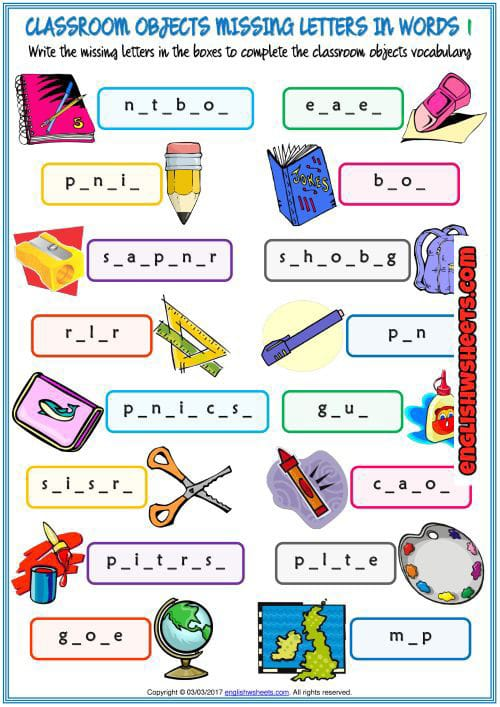 CLASSROOM OBJECTS MISSING LETTERS IN WORDS 1
Write the missing letters in the boxes to complete the classroom objects vocabulary
n_t_b_o_
e_a_e_
5
p_n_i_
JOKES
b_o_
s_a_p_n_r
s_h_o_b_g
r_l_r
p_n
p_n_i_c_s_
g_u_
s_i_s_r_
c_a_o_
p_i_t_r_s_
p_l_t_e
g_o_e
m_p
englishwsheets.com
Copyright © 03/03/2017 englishwsheets.com. All rights reserved.